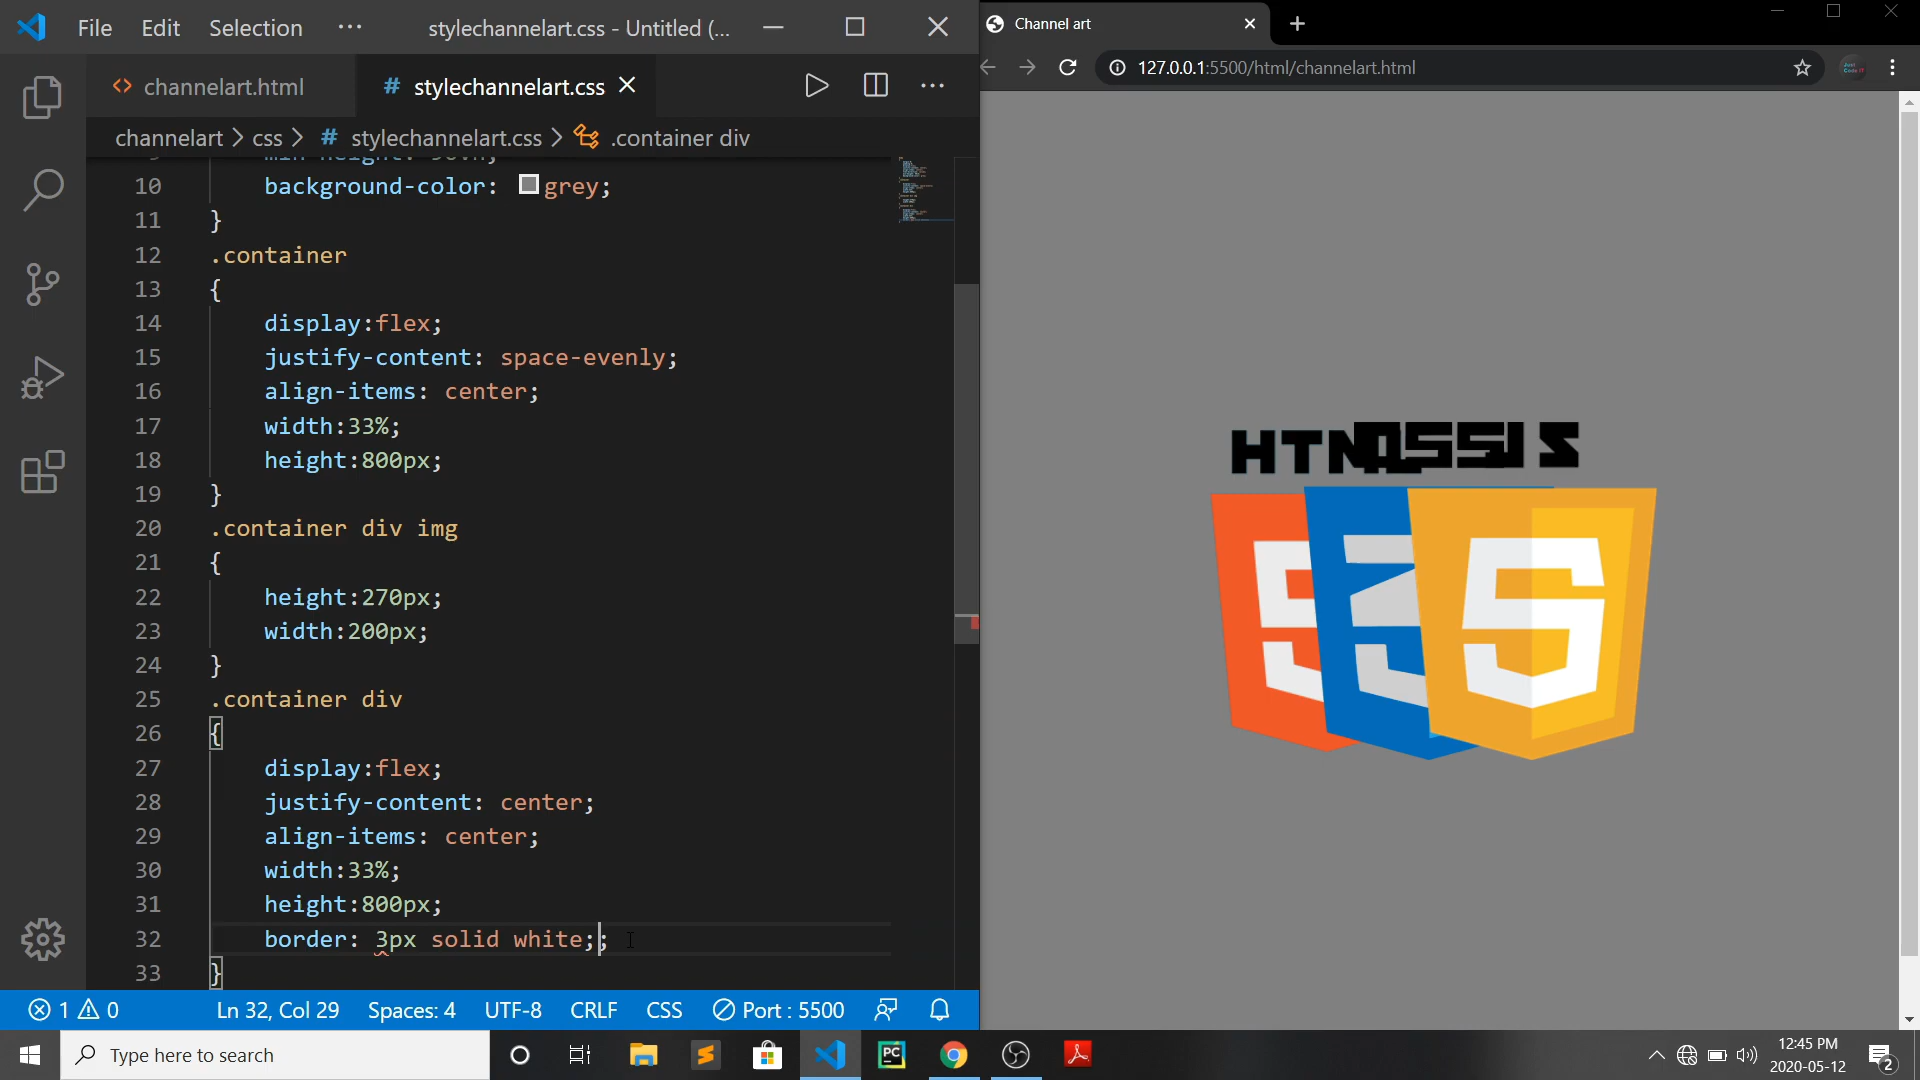 File Edit Selection ··· stylechannelart.css - Untitled (...
channelart.html # stylechannelart.css
channelart > css > # stylechannelart.css > .container div
10 background-color: grey;
11 }
12 .container
13 {
14 display:flex;
15 justify-content: space-evenly;
16 align-items: center;
17 width:33%;
18 height:800px;
19 }
20 .container div img
21 {
22 height:270px;
23 width:200px;
24 }
25 .container div
26 {
27 display:flex;
28 justify-content: center;
29 align-items: center;
30 width:33%;
31 height:800px;
32 border: 3px solid white;;
33 }
1 0 Ln 32, Col 29 Spaces: 4 UTF-8 CRLF CSS Port : 5500
Channel art
127.0.0.1:5500/html/channelart.html
Type here to search
PC
12:45 PM
2020-05-12
2